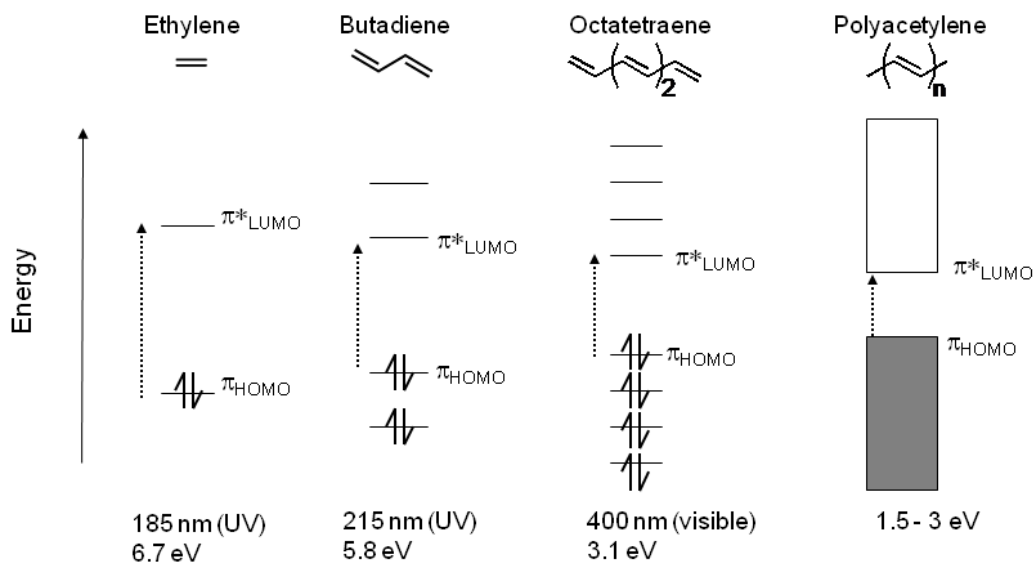 Ethylene
Butadiene
Octatetraene
Polyacetylene
2
n
Energy
π*LUMO
πHOMO
π*LUMO
πHOMO
π*LUMO
πHOMO
π*LUMO
πHOMO
185 nm (UV)
6.7 eV
215 nm (UV)
5.8 eV
400 nm (visible)
3.1 eV
1.5 - 3 eV